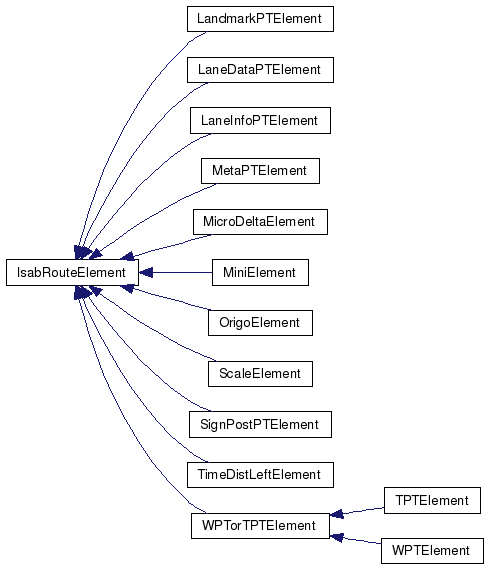 LandmarkPTElement
LaneDataPTElement
LaneInfoPTElement
MetaPTElement
MicroDeltaElement
IsabRouteElement
MiniElement
OrigoElement
ScaleElement
SignPostPTElement
TimeDistLeftElement
TPTElement
WPTorTPTElement
WPTElement